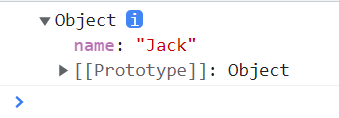 ▼Object i
name: "Jack"
▶[[Prototype]]: Object
>